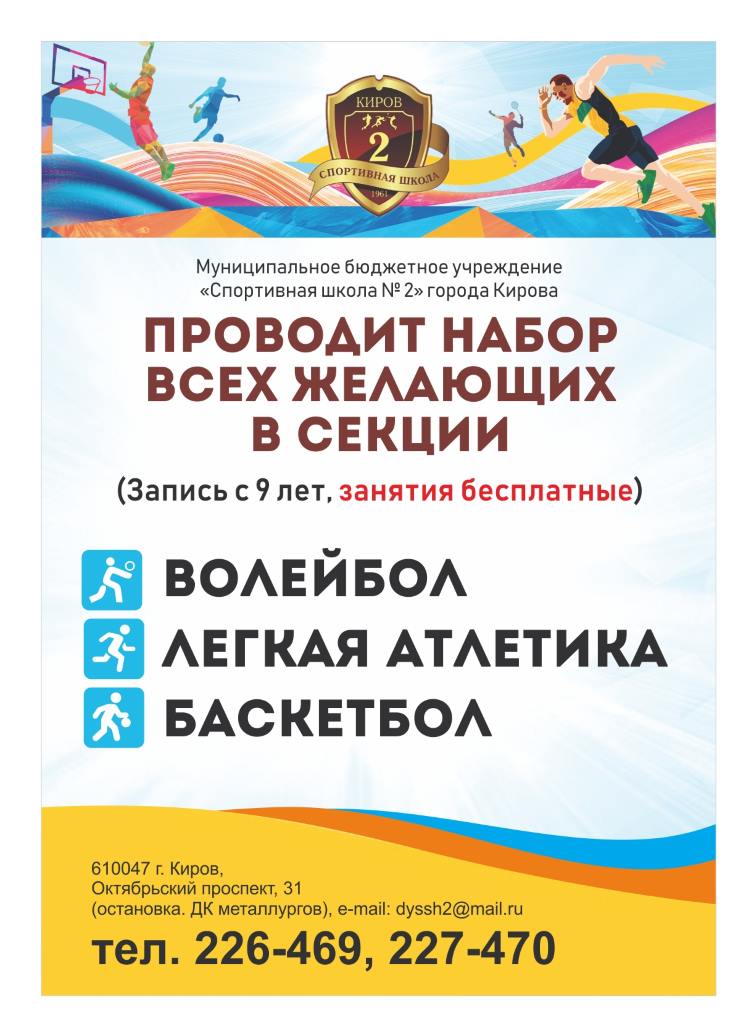 КИРОВ
2
СПОРТИВНАЯ ШКОЛА
1961
Муниципальное бюджетное учреждение
«Спортивная школа № 2» города Кирова
ПРОВОДИТ НАБОР
ВСЕХ ЖЕЛАЮЩИХ
В СЕКЦИИ
(Запись с 9 лет, занятия бесплатные)
ВОЛЕЙБОЛ
ЛЕГКАЯ АТЛЕТИКА
БАСКЕТБОЛ
610047 г. Киров,
Октябрьский проспект, 31
(остановка. ДК металлургов), e-mail: dyssh2@mail.ru
тел. 226-469, 227-470